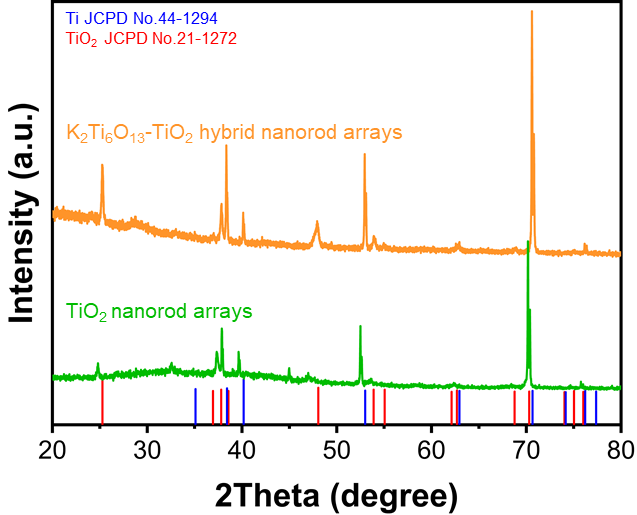 Ti JCPD No.44-1294
TiO₂ JCPD No.21-1272
K₂Ti₆O₁₃-TiO₂ hybrid nanorod arrays
TiO₂ nanorod arrays
Intensity (a.u.)
20 30 40 50 60 70 80
2Theta (degree)